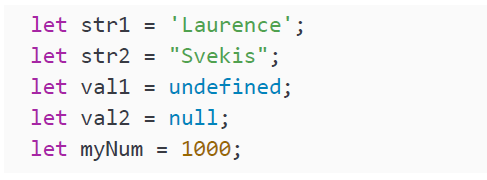 let str1 = 'Laurence';
let str2 = "Svekis";
let val1 = undefined;
let val2 = null;
let myNum = 1000;